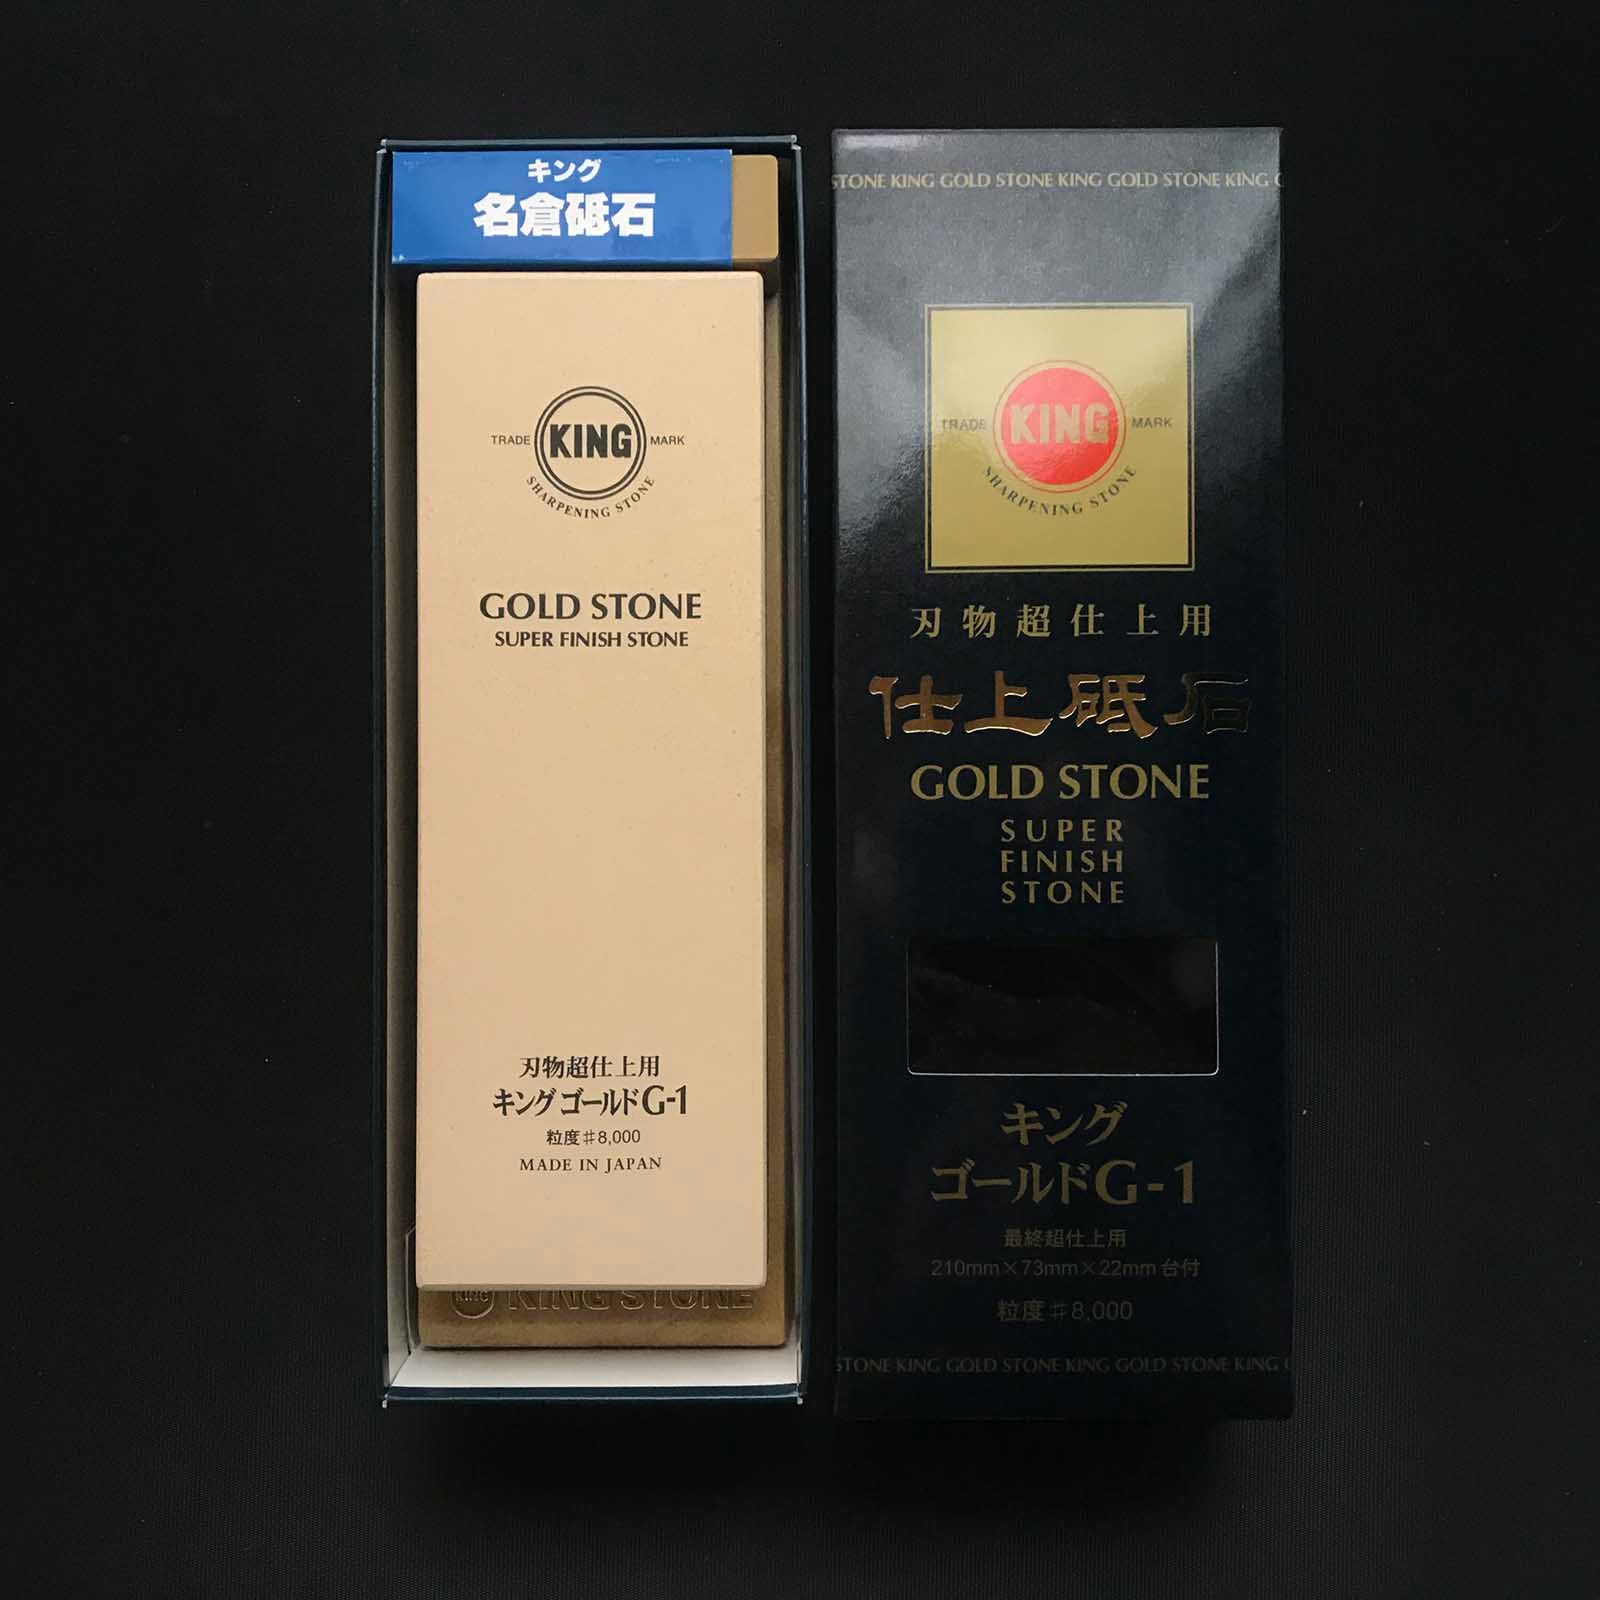 キング
名倉砥石
TRADE KING MARK
SHARPENING STONE
GOLD STONE
SUPER FINISH STONE
刃物超仕上用
キングゴールドG-1
粒度#8,000
MADE IN JAPAN
KING KING STONE
STONE KING GOLD STONE KING GOLD STONE KING G
TRADE KING MARK
SHARPENING STONE
刃物超仕上用
仕上砥石
GOLD STONE
SUPER
FINISH
STONE
キング
ゴールドG-1
最終超仕上用
210mm×73mm×22mm台付
粒度#8,000
STONE KING GOLD STONE KING GOLD STONE KING G